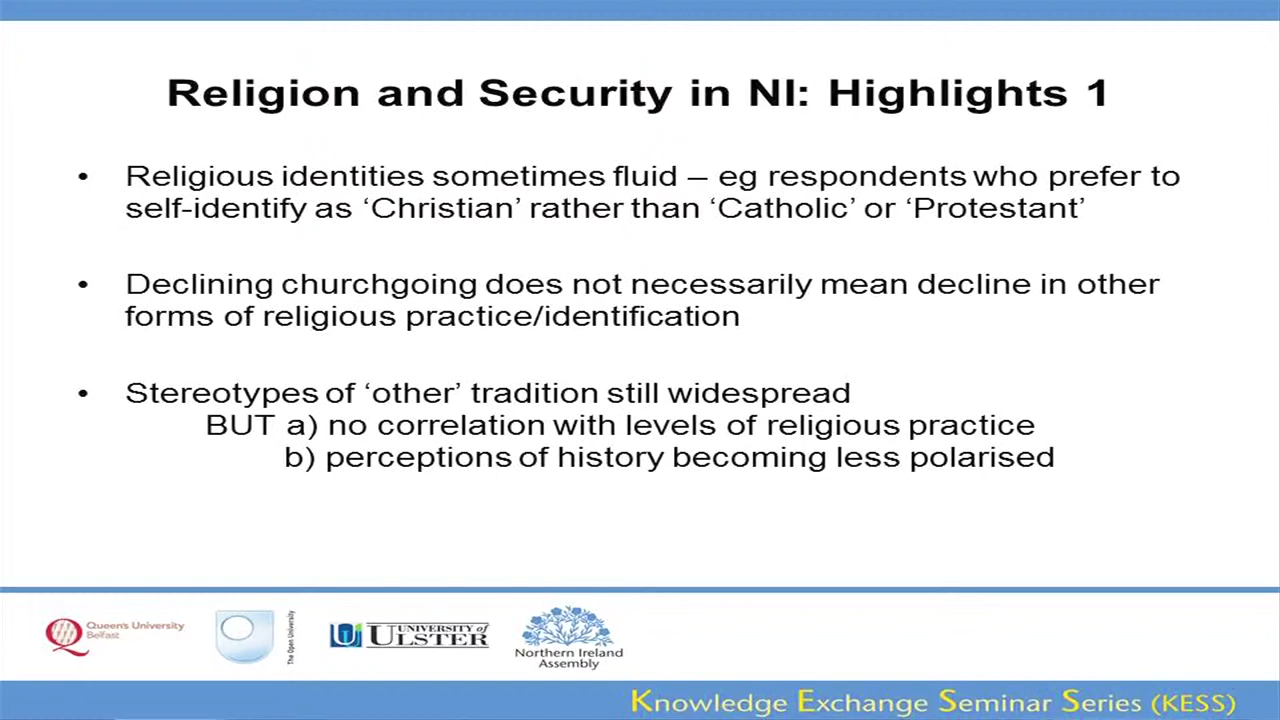 Religion and Security in NI: Highlights 1
• Religious identities sometimes fluid – eg respondents who prefer to
self-identify as ‘Christian’ rather than ‘Catholic’ or ‘Protestant’
• Declining churchgoing does not necessarily mean decline in other
forms of religious practice/identification
• Stereotypes of ‘other’ tradition still widespread
BUT a) no correlation with levels of religious practice
b) perceptions of history becoming less polarised
Queen's University
Belfast
The Open University
UNIVERSITY of
ULSTER
Northern Ireland
Assembly
Knowledge Exchange Seminar Series (KESS)